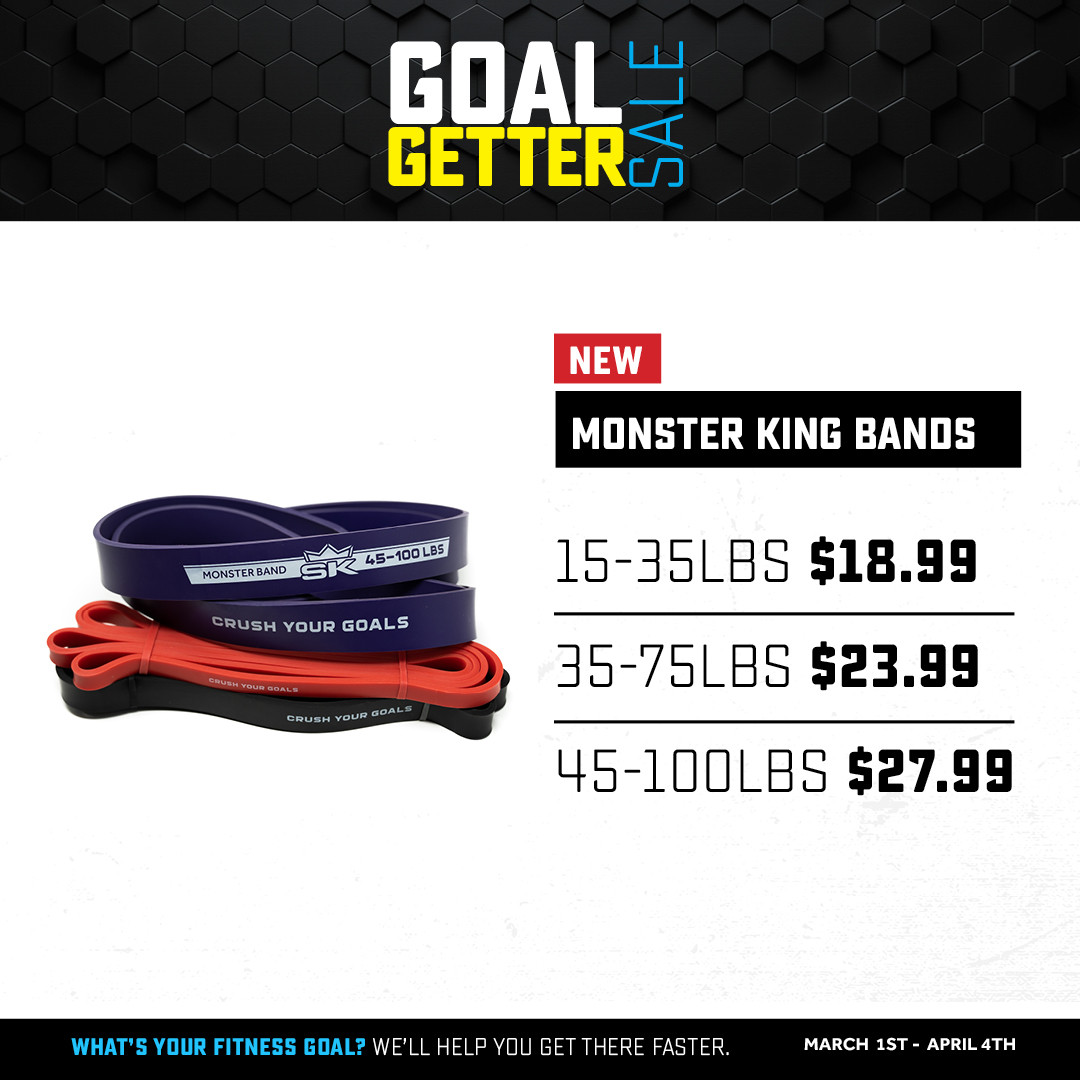 GOAL
GETTER
SALE
NEW
MONSTER KING BANDS
15-35LBS $18.99
35-75LBS $23.99
45-100LBS $27.99
MONSTER BAND SK 45-100 LBS
CRUSH YOUR GOALS
CRUSH YOUR GOALS
CRUSH YOUR GOALS
WHAT'S YOUR FITNESS GOAL? WE'LL HELP YOU GET THERE FASTER.
MARCH 1ST - APRIL 4TH